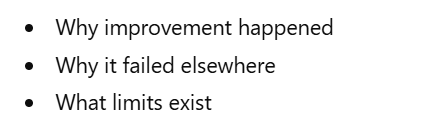 • Why improvement happened
• Why it failed elsewhere
• What limits exist